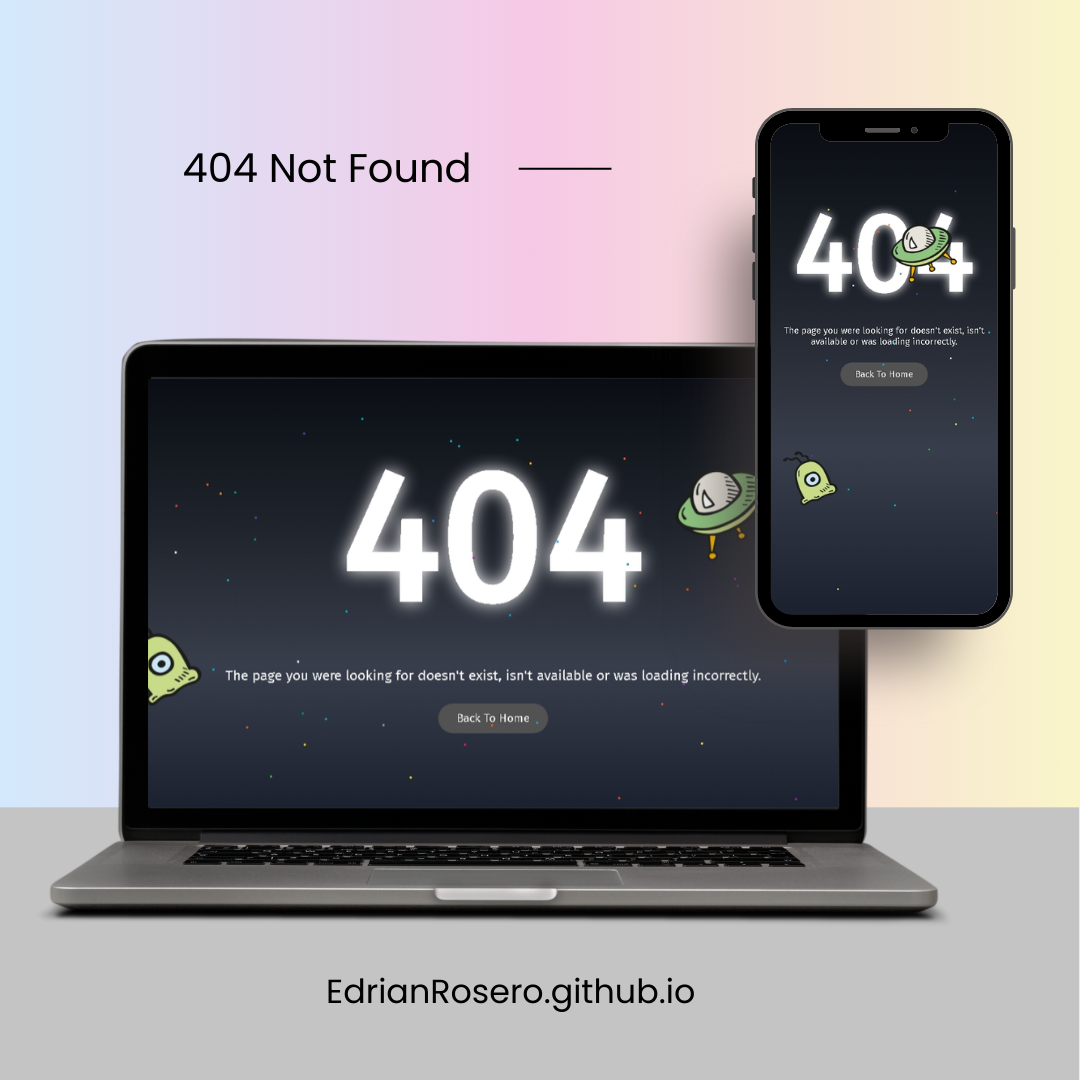 404 Not Found
404
The page you were looking for doesn't exist, isn't
available or was loading incorrectly.
Back To Home
404
The page you were looking for doesn't exist, isn't available or was loading incorrectly.
Back To Home
EdrianRosero.github.io